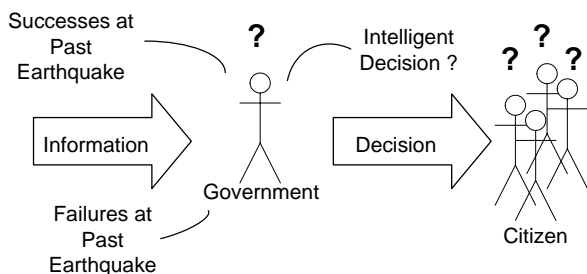 Successes at
Past
Earthquake
?
Intelligent
Decision ?
? ? ?
Information
Decision
Government
Failures at
Past
Earthquake
Citizen